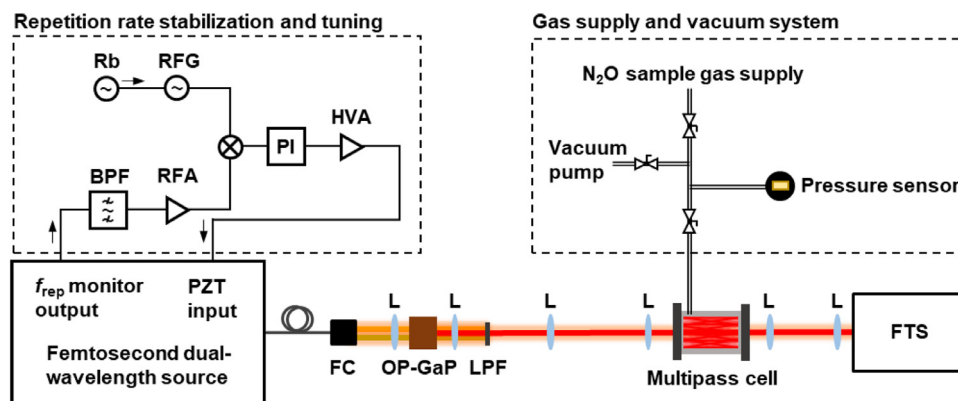 Repetition rate stabilization and tuning
Rb
RFG
HVA
PI
BPF
RFA
f_rep monitor
output
PZT
input
Femtosecond dual-
wavelength source
Gas supply and vacuum system
N₂O sample gas supply
Vacuum
pump
Pressure sensor
L
L
L
L
L
L
FC
OP-GaP
LPF
Multipass cell
FTS